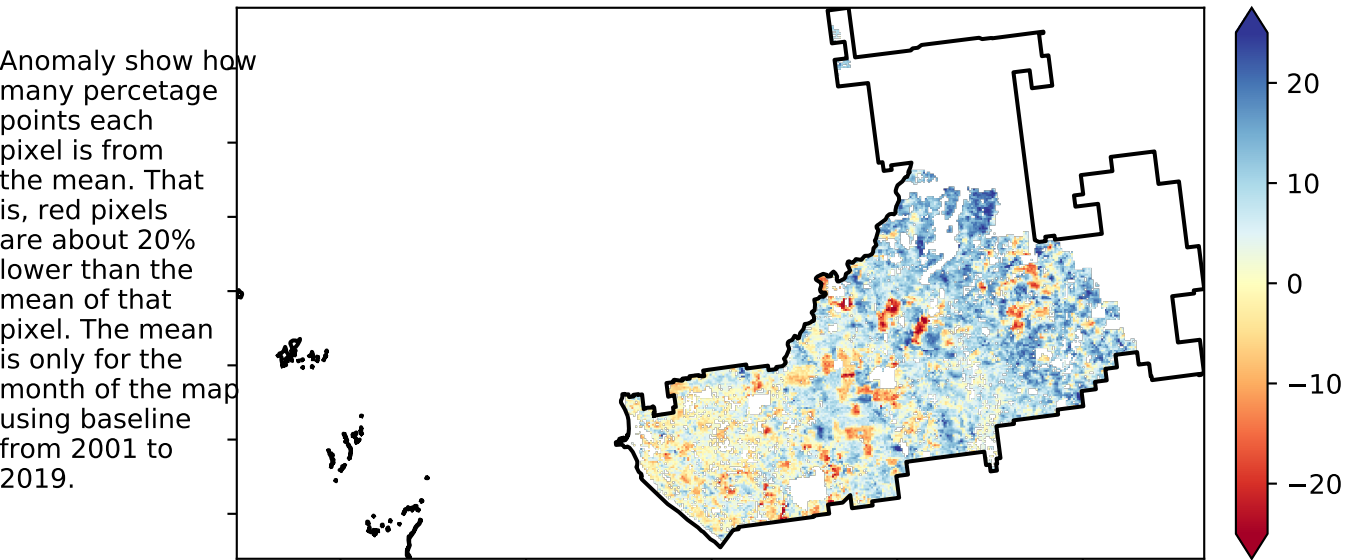 Anomaly show how
many percetage
points each
pixel is from
the mean. That
is, red pixels
are about 20%
lower than the
mean of that
pixel. The mean
is only for the
month of the map
using baseline
from 2001 to
2019.
20
10
0
−10
−20